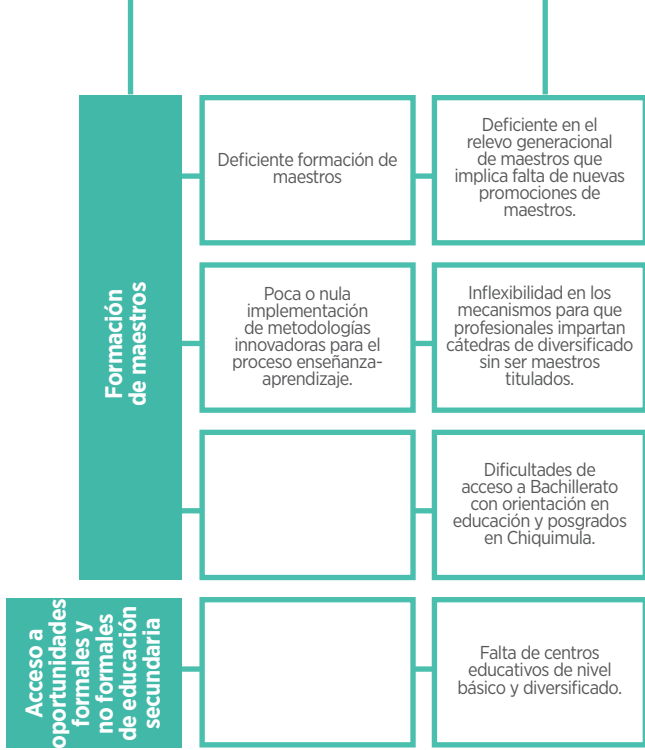 Formación
de maestros
Deficiente formación de
maestros
Deficiente en el
relevo generacional
de maestros que
implica falta de nuevas
promociones de
maestros.
Poca o nula
implementación
de metodologías
innovadoras para el
proceso enseñanza-
aprendizaje.
Inflexibilidad en los
mecanismos para que
profesionales impartan
cátedras de diversificado
sin ser maestros
titulados.
Dificultades de
acceso a Bachillerato
con orientación en
educación y posgrados
en Chiquimula.
Acceso a
oportunidades
formales y
no formales
de educación
secundaria
Falta de centros
educativos de nivel
básico y diversificado.